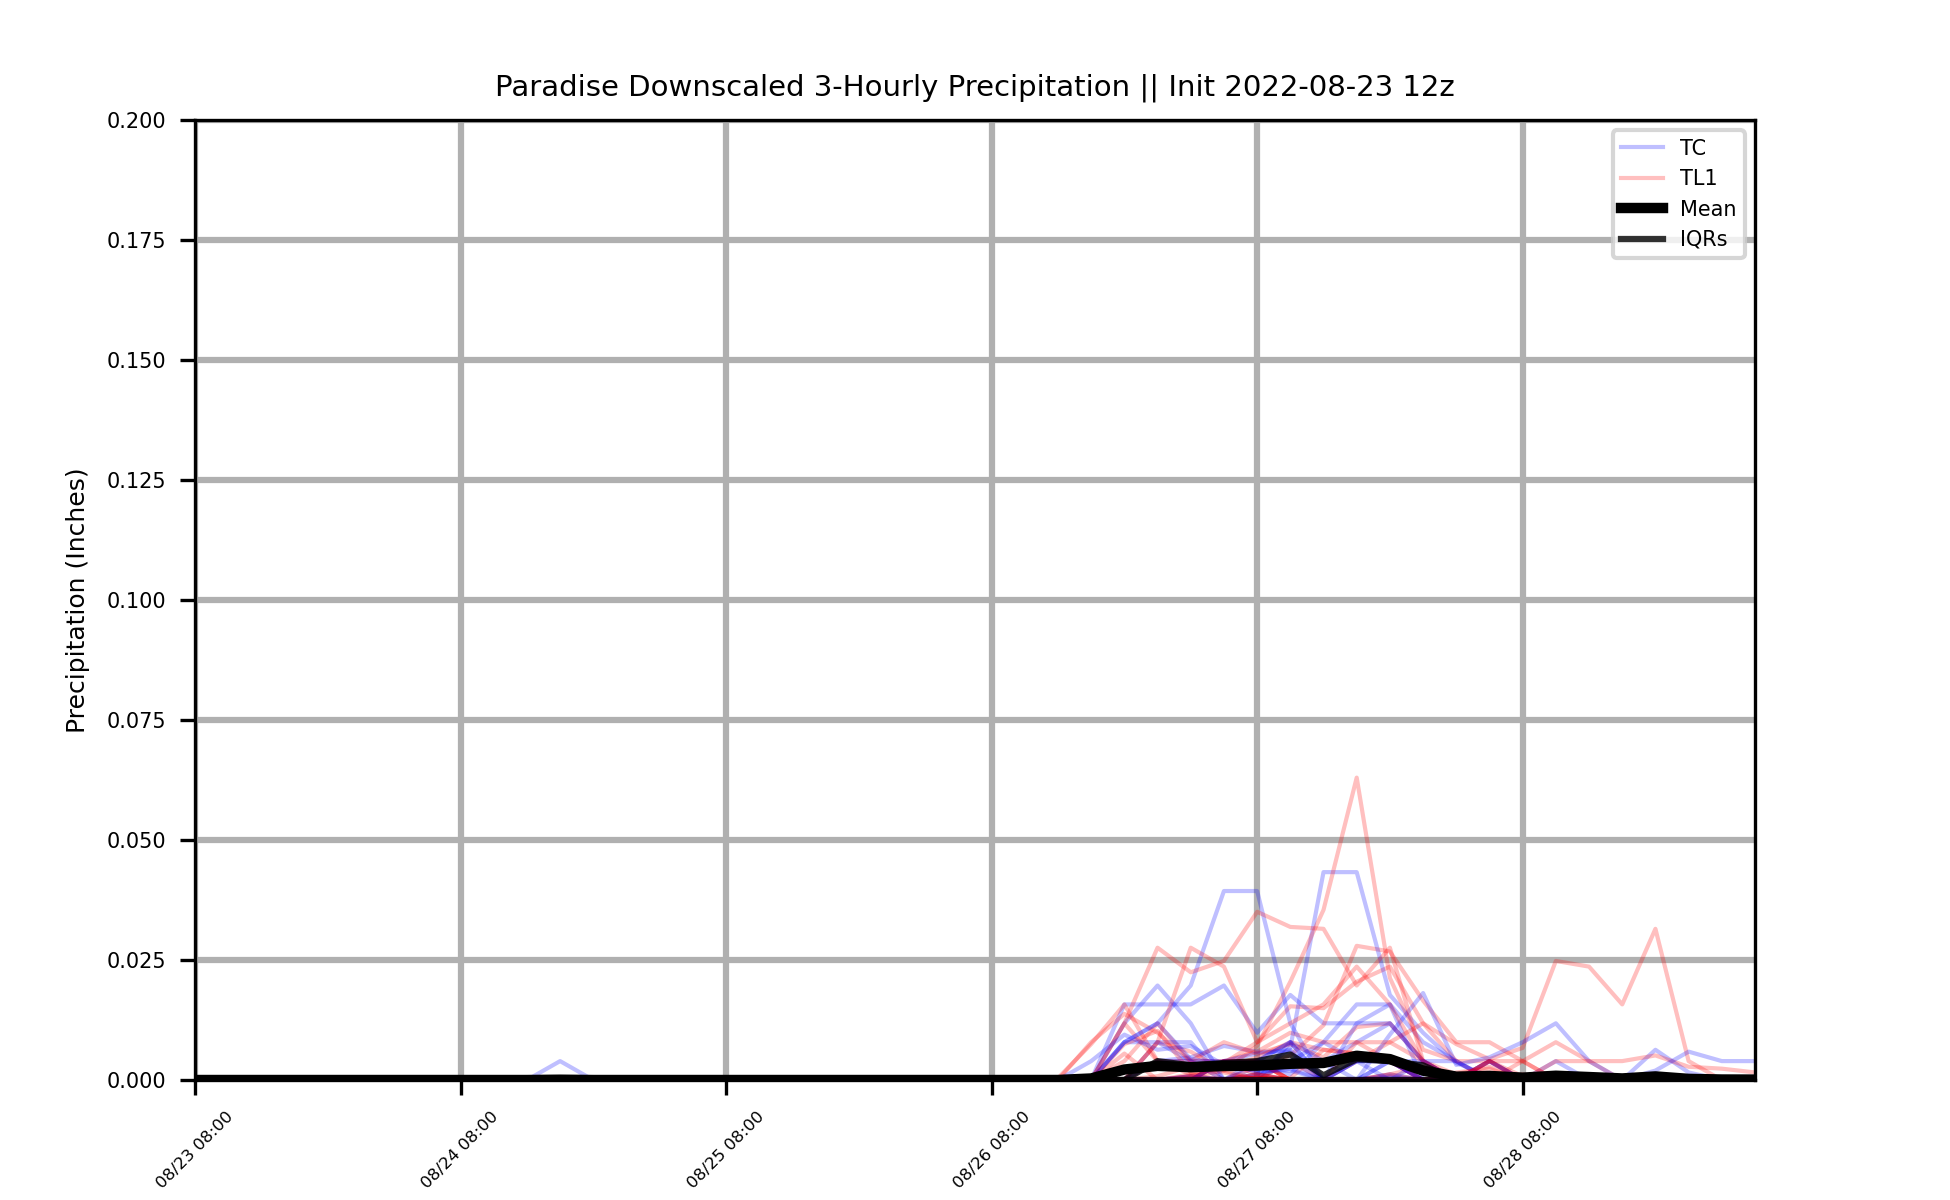 Paradise Downscaled 3-Hourly Precipitation || Init 2022-08-23 12z
TC
TL1
Mean
IQRs
Precipitation (Inches)
0.200
0.175
0.150
0.125
0.100
0.075
0.050
0.025
0.000
08/23 08:00
08/24 08:00
08/25 08:00
08/26 08:00
08/27 08:00
08/28 08:00